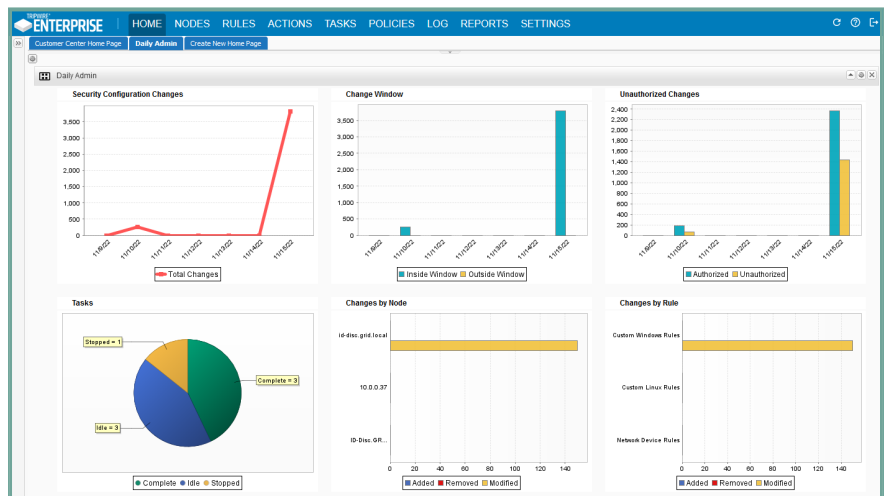 TRIPWIRE
ENTERPRISE
HOME NODES RULES ACTIONS TASKS POLICIES LOG REPORTS SETTINGS
Customer Center Home Page Daily Admin Create New Home Page
Daily Admin
Security Configuration Changes
3,500
3,000
2,500
2,000
1,500
1,000
500
0
11/9/22 11/10/22 11/11/22 11/12/22 11/13/22 11/14/22 11/15/22
Total Changes
Change Window
3,500
3,000
2,500
2,000
1,500
1,000
500
0
11/9/22 11/10/22 11/11/22 11/12/22 11/13/22 11/14/22 11/15/22
Inside Window Outside Window
Unauthorized Changes
2,400
2,200
2,000
1,800
1,600
1,400
1,200
1,000
800
600
400
200
0
11/9/22 11/10/22 11/11/22 11/12/22 11/13/22 11/14/22 11/15/22
Authorized Unauthorized
Tasks
Stopped = 1
Complete = 3
Idle = 3
Complete Idle Stopped
Changes by Node
id-disc.grid.local
10.0.0.37
ID-Disc.GR...
0 20 40 60 80 100 120 140
Added Removed Modified
Changes by Rule
Custom Windows Rules
Custom Linux Rules
Network Device Rules
0 20 40 60 80 100 120 140
Added Removed Modified